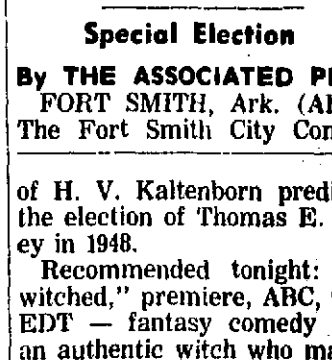 Special Election
By THE ASSOCIATED
FORT SMITH, Ark.
The Fort Smith City
of H. V. Kaltenborn
the election of Thomas E.
ey in 1948.
Recommended tonight:
witched," premiere, ABC,
EDT — fantasy comedy
an authentic witch who